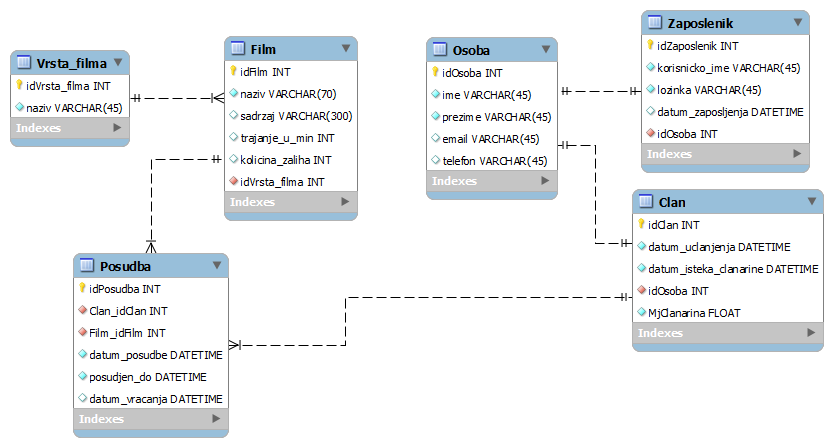 Vrsta_filma
idVrsta_filma INT
naziv VARCHAR(45)
Indexes
Film
idFilm INT
naziv VARCHAR(70)
sadrzaj VARCHAR(300)
trajanje_u_min INT
kolicina_zaliha INT
idVrsta_filma INT
Indexes
Osoba
idOsoba INT
ime VARCHAR(45)
prezime VARCHAR(45)
email VARCHAR(45)
telefon VARCHAR(45)
Indexes
Zaposlenik
idZaposlenik INT
korisnicko_ime VARCHAR(45)
lozinka VARCHAR(45)
datum_zaposljenja DATETIME
idOsoba INT
Indexes
Clan
idClan INT
datum_uclanjenja DATETIME
datum_isteka_clanarine DATETIME
idOsoba INT
MjClanarina FLOAT
Indexes
Posudba
idPosudba INT
Clan_idClan INT
Film_idFilm INT
datum_posudbe DATETIME
posudjen_do DATETIME
datum_vracanja DATETIME
Indexes